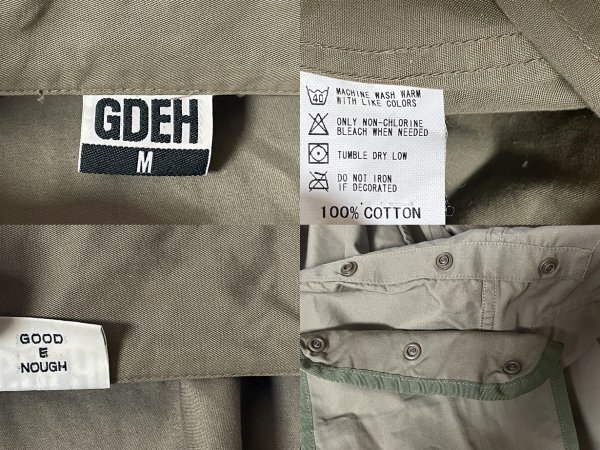 GDEH
M
40
MACHINE WASH WARM
WITH LIKE COLORS
ONLY NON-CHLORINE
BLEACH WHEN NEEDED
TUMBLE DRY LOW
DO NOT IRON
IF DECORATED
100% COTTON
GOOD
E
NOUGH